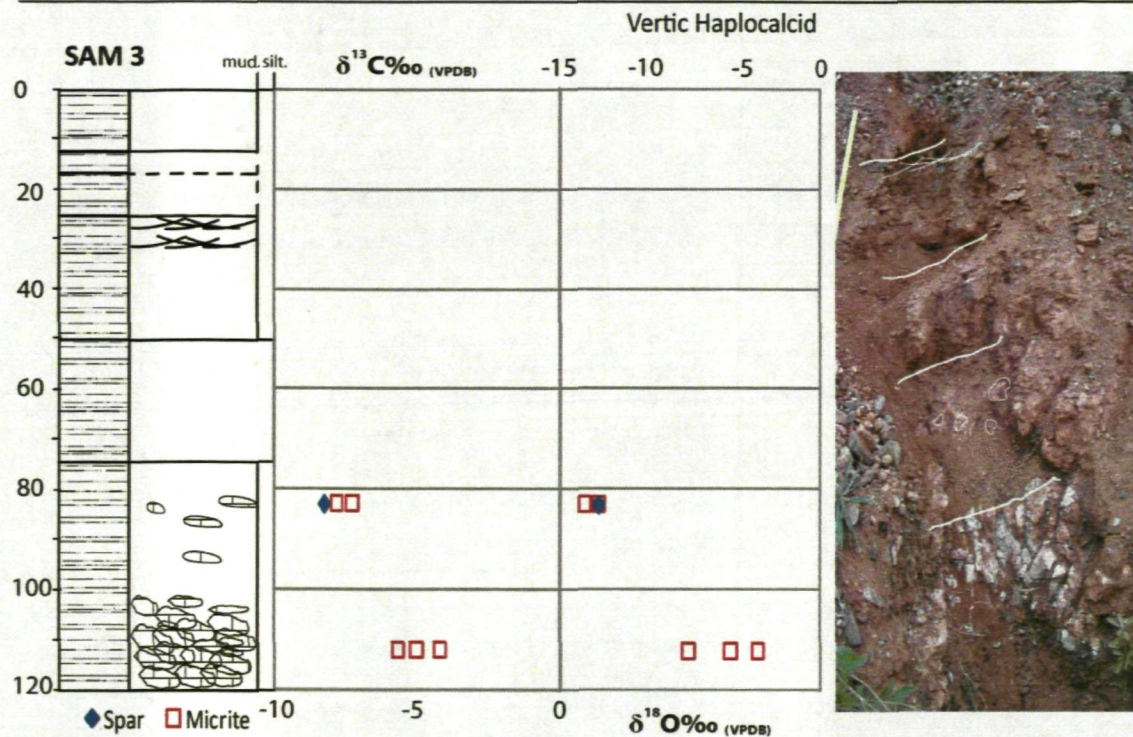 Vertic Haplocalcid
SAM 3
mud. silt.
δ¹³C‰ (VPDB)
-15 -10 -5 0
0
20
40
60
80
100
120
-10 -5 0
δ¹⁸O‰ (VPDB)
Spar Micrite